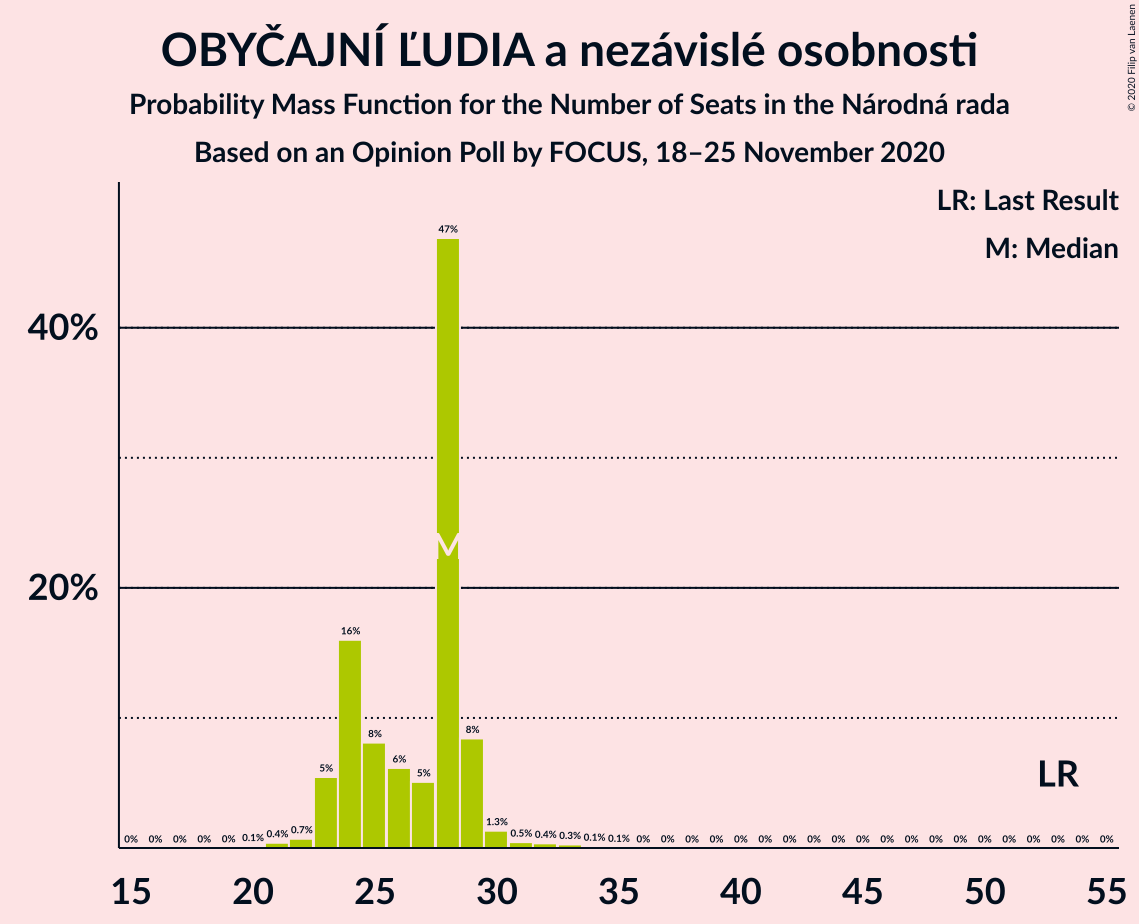 OBYČAJNÍ ĽUDIA a nezávislé osobnosti
Probability Mass Function for the Number of Seats in the Národná rada
Based on an Opinion Poll by FOCUS, 18–25 November 2020
© 2020 Filip van Laenen
LR: Last Result
M: Median
40%
20%
47%
16%
8%
6%
5%
5%
8%
M
LR
0% 0% 0% 0% 0% 0.1% 0.4% 0.7% 1.3% 0.5% 0.4% 0.3% 0.1% 0.1% 0% 0% 0% 0% 0% 0% 0% 0% 0% 0% 0% 0% 0% 0% 0% 0% 0% 0% 0% 0%
15 20 25 30 35 40 45 50 55